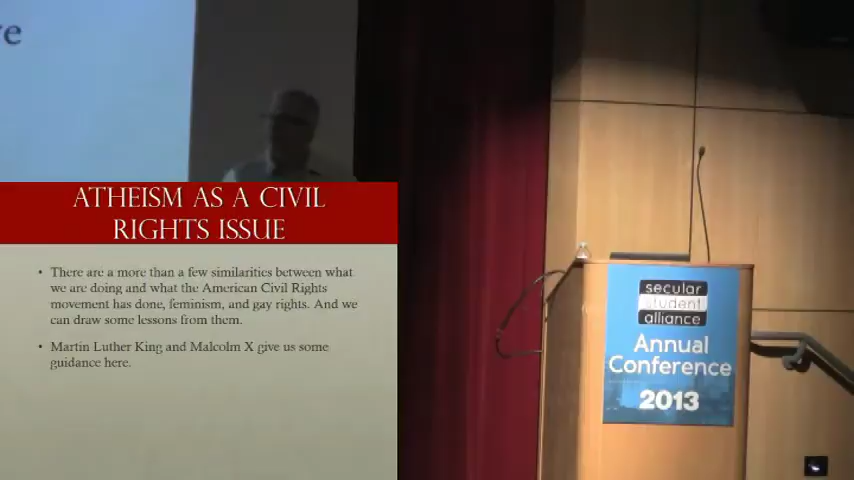 re
ATHEISM AS A CIVIL
RIGHTS ISSUE
• There are a more than a few similarities between what
we are doing and what the American Civil Rights
movement has done, feminism, and gay rights. And we
can draw some lessons from them.
• Martin Luther King and Malcolm X give us some
guidance here.
secular
student
alliance
Annual
Conference
2013